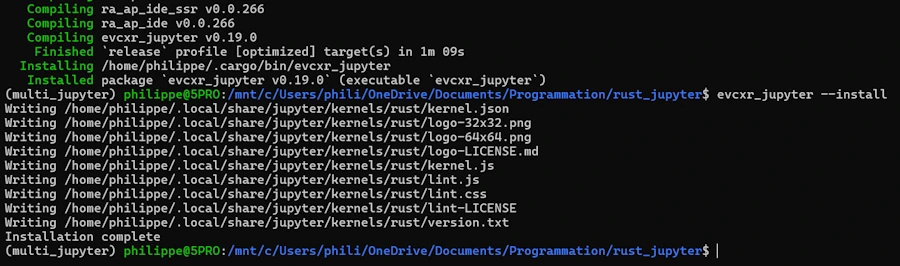 Compiling ra_ap_ide_ssr v0.0.266
Compiling ra_ap_ide v0.0.266
Compiling evcxr_jupyter v0.19.0
Finished `release` profile [optimized] target(s) in 1m 09s
Installing /home/philippe/.cargo/bin/evcxr_jupyter
Installed package `evcxr_jupyter v0.19.0` (executable `evcxr_jupyter`)
(multi_jupyter) philippe@5PRO:/mnt/c/Users/phili/OneDrive/Documents/Programmation/rust_jupyter$ evcxr_jupyter --install
Writing /home/philippe/.local/share/jupyter/kernels/rust/kernel.json
Writing /home/philippe/.local/share/jupyter/kernels/rust/logo-32x32.png
Writing /home/philippe/.local/share/jupyter/kernels/rust/logo-64x64.png
Writing /home/philippe/.local/share/jupyter/kernels/rust/logo-LICENSE.md
Writing /home/philippe/.local/share/jupyter/kernels/rust/kernel.js
Writing /home/philippe/.local/share/jupyter/kernels/rust/lint.js
Writing /home/philippe/.local/share/jupyter/kernels/rust/lint.css
Writing /home/philippe/.local/share/jupyter/kernels/rust/lint-LICENSE
Writing /home/philippe/.local/share/jupyter/kernels/rust/version.txt
Installation complete
(multi_jupyter) philippe@5PRO:/mnt/c/Users/phili/OneDrive/Documents/Programmation/rust_jupyter$